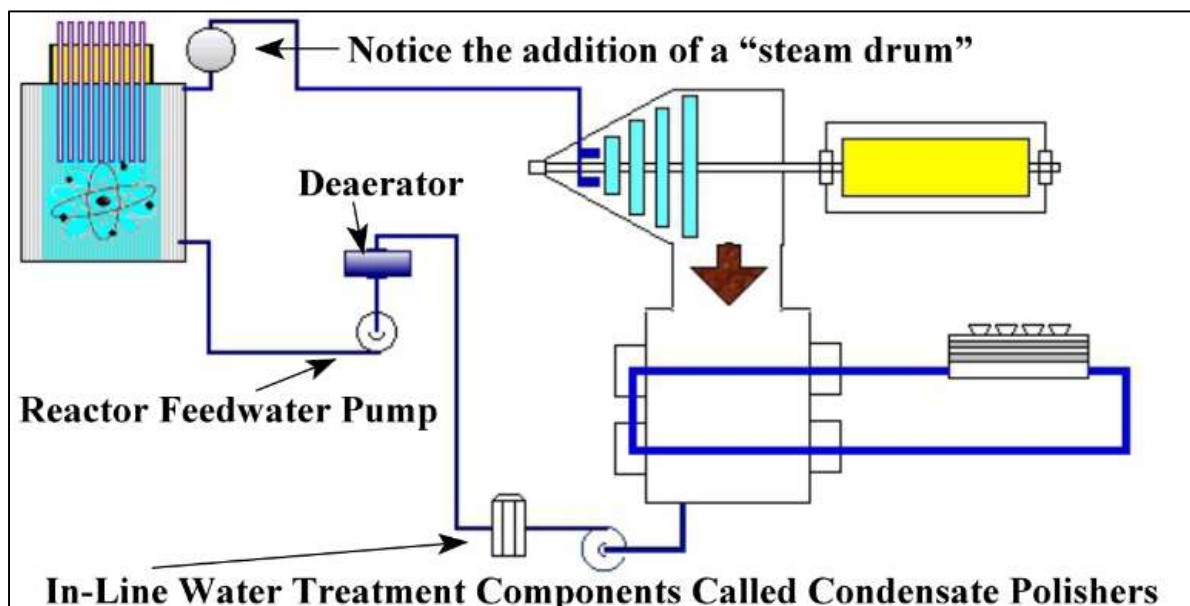 Notice the addition of a “steam drum”
Deaerator
Reactor Feedwater Pump
In-Line Water Treatment Components Called Condensate Polishers